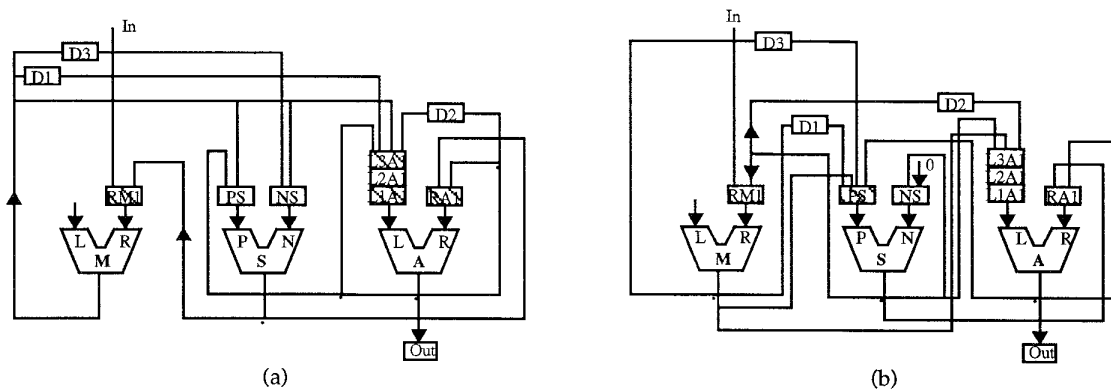 In
D3
D1
D2
3A
2A
1A
RM1
PS
NS
RA1
L R
M
P N
S
L R
A
Out
(a)
In
D3
D2
D1
0
3A
2A
1A
RM1
PS
NS
RA1
L R
M
P N
S
L R
A
Out
(b)